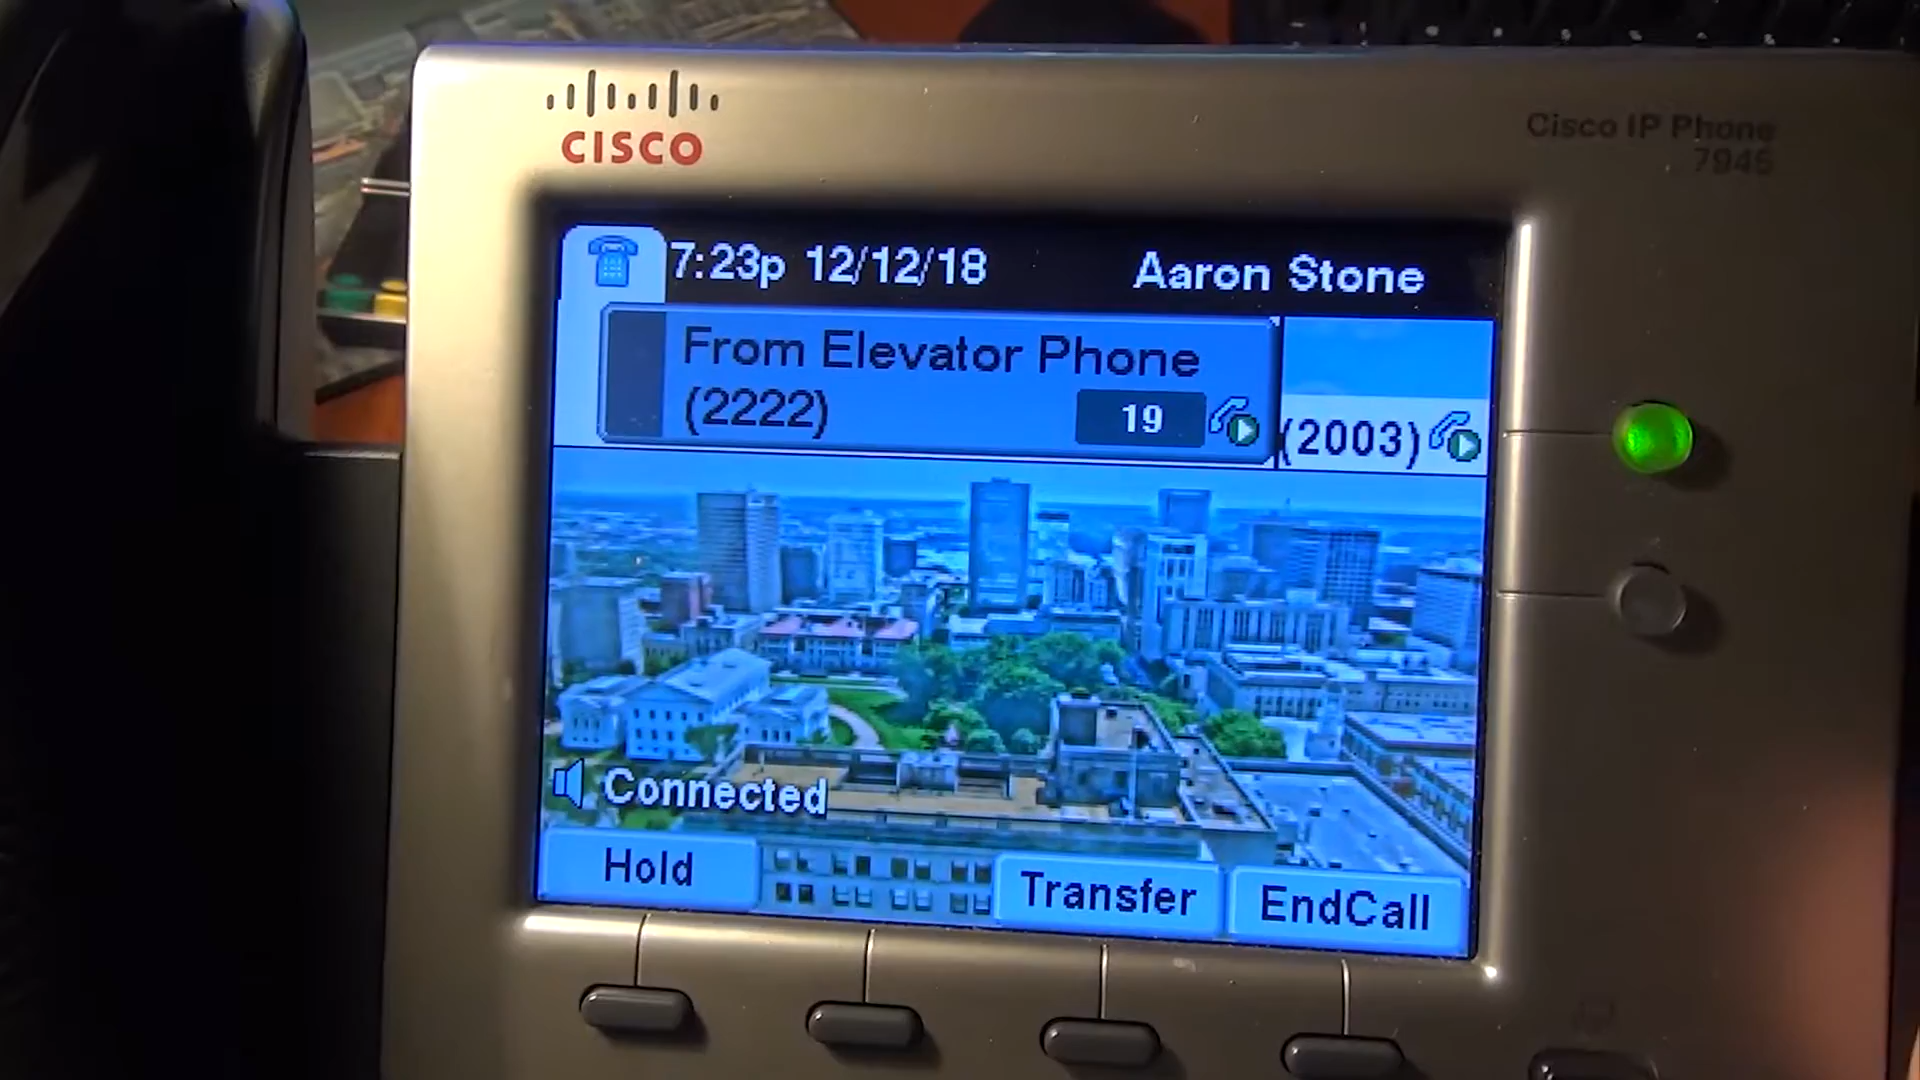 CISCO
Cisco IP Phone
7945
7:23p 12/12/18
Aaron Stone
From Elevator Phone
(2222)
19
(2003)
Connected
Hold
Transfer
EndCall